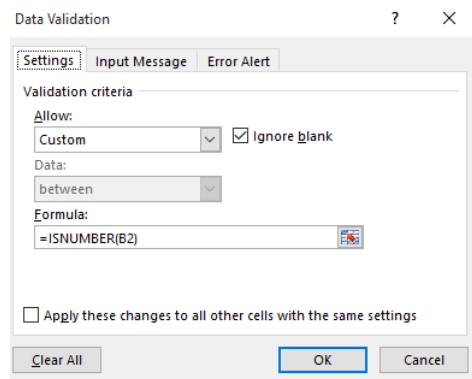 Data Validation ? ×
Settings Input Message Error Alert
Validation criteria
Allow:
Custom Ignore blank
Data:
between
Formula:
=ISNUMBER(B2)
Apply these changes to all other cells with the same settings
Clear All OK Cancel